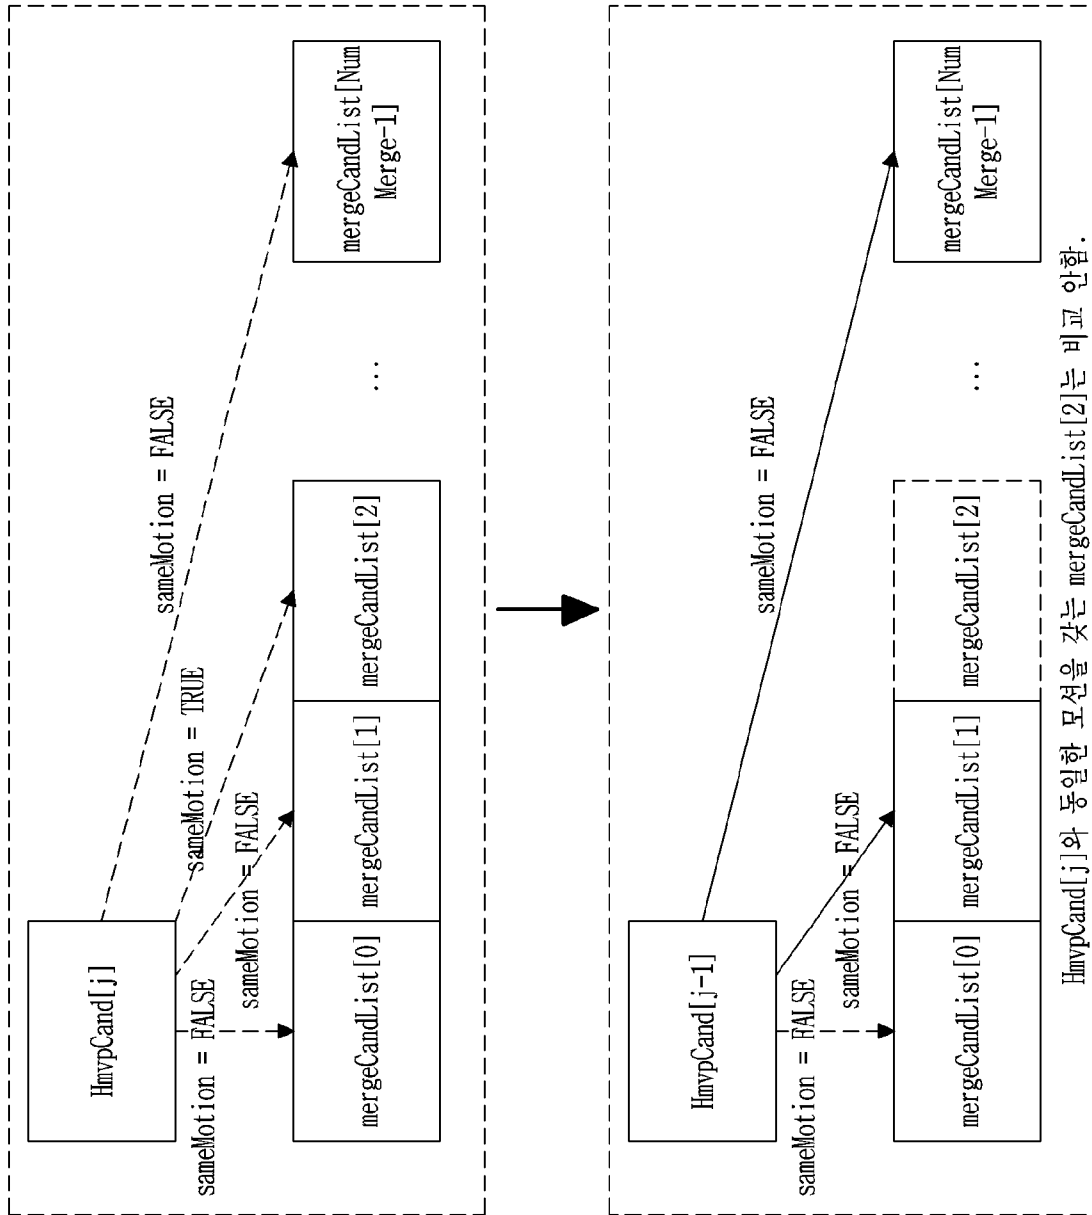 HmvpCand[j]
sameMotion = FALSE
sameMotion = FALSE
sameMotion = TRUE
sameMotion = FALSE
mergeCandList[0]
mergeCandList[1]
mergeCandList[2]
...
mergeCandList[Num
Merge-1]
HmvpCand[j-1]
sameMotion = FALSE
sameMotion = FALSE
sameMotion = FALSE
mergeCandList[0]
mergeCandList[1]
mergeCandList[2]
...
mergeCandList[Num
Merge-1]
HmvpCand[j]와 동일한 모션을 갖는 mergeCandList[2]는 비교 안함.